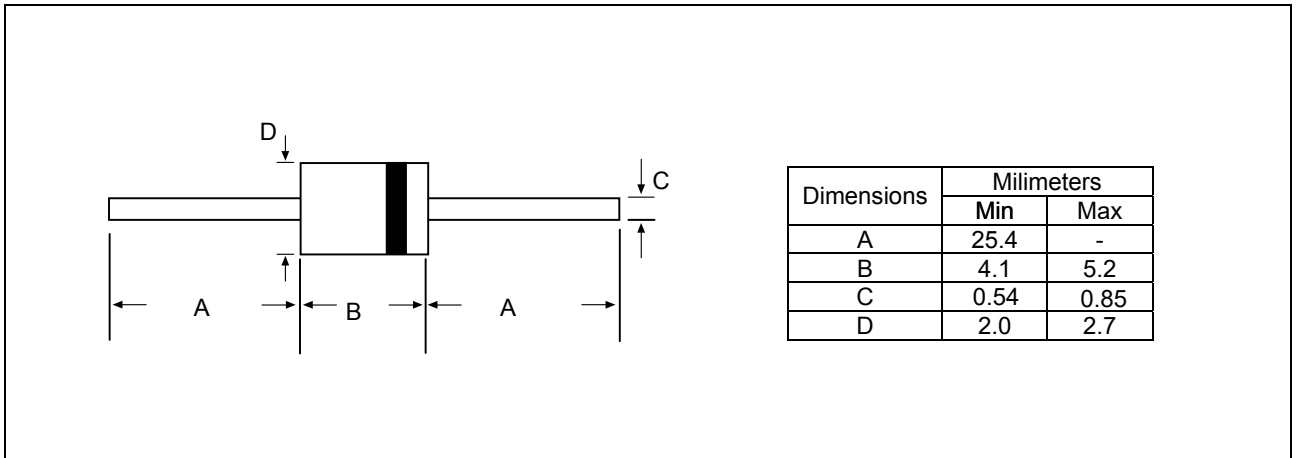 D
C
A
B
A
Dimensions
Milimeters
Min Max
A 25.4 -
B 4.1 5.2
C 0.54 0.85
D 2.0 2.7